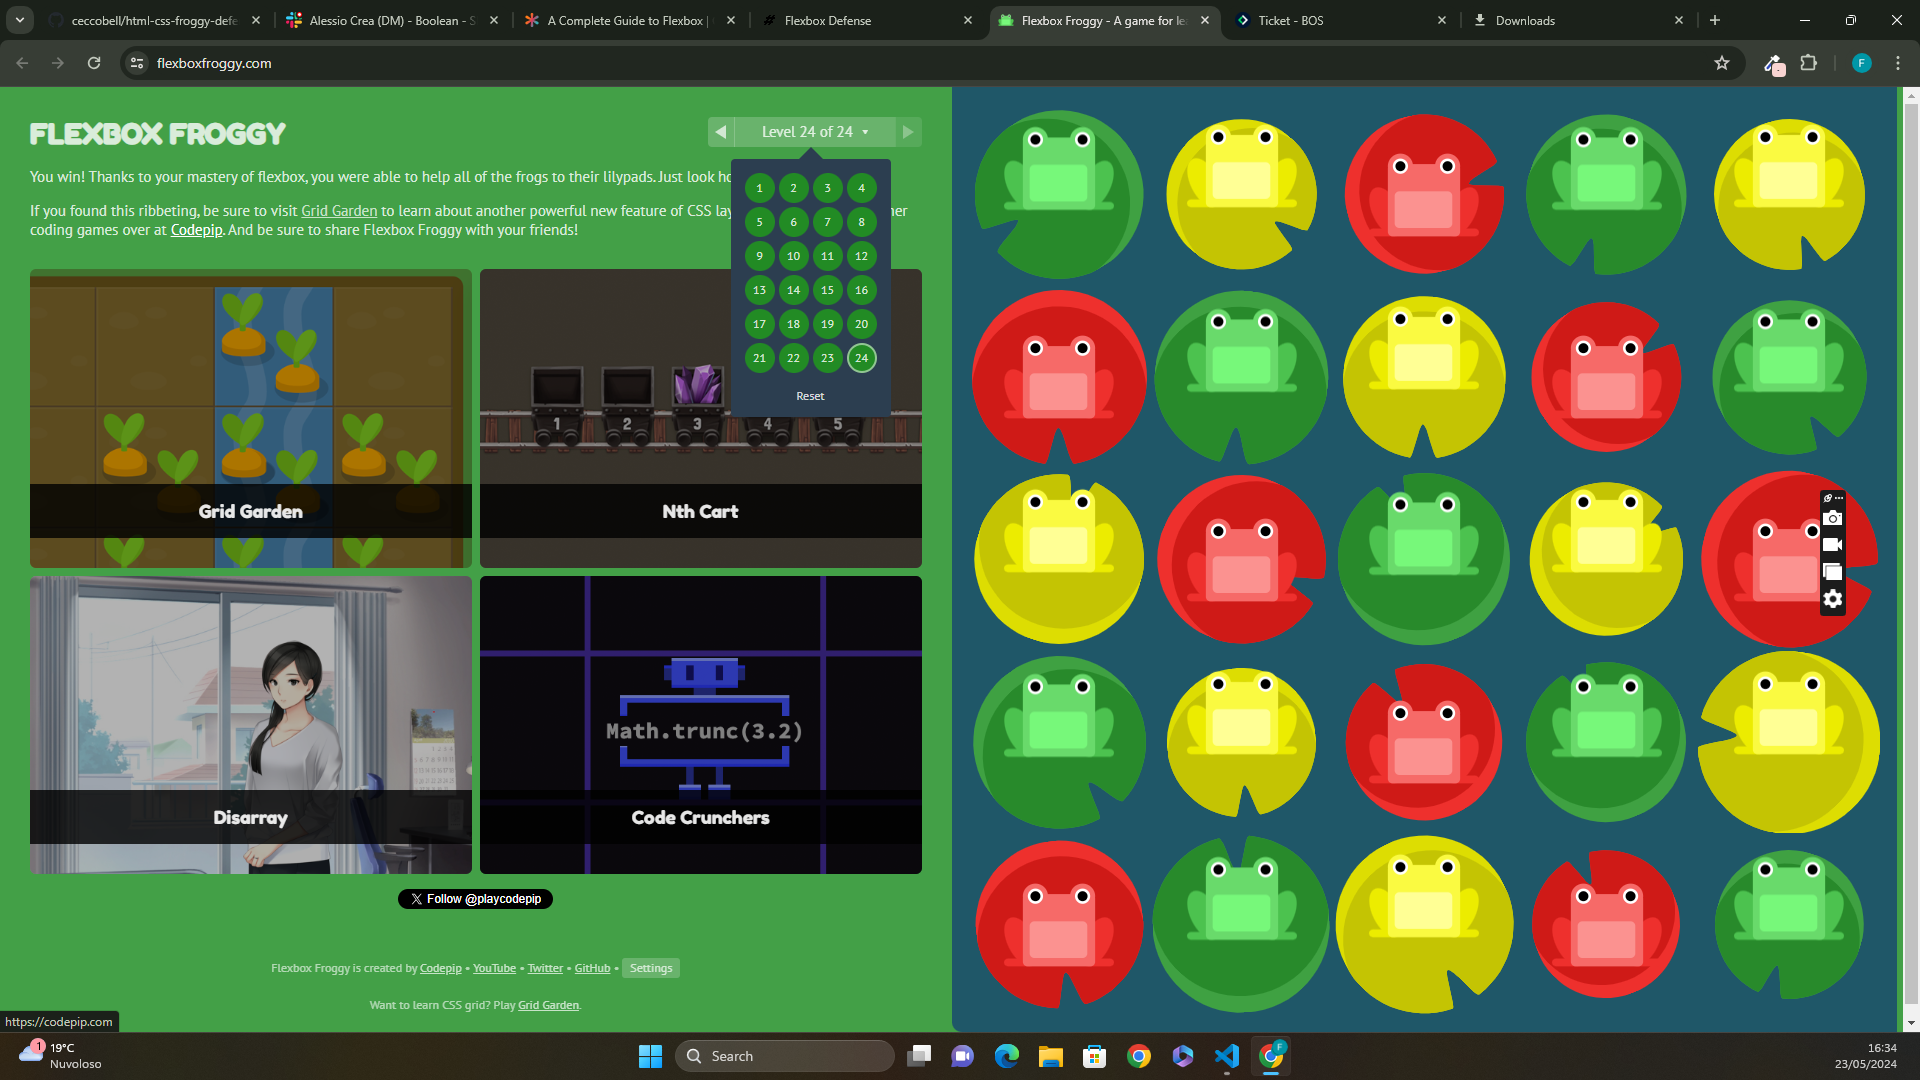 ceccobell/html-css-froggy-defe
Alessio Crea (DM) - Boolean - S
A Complete Guide to Flexbox |
Flexbox Defense
Flexbox Froggy - A game for le
Ticket - BOS
Downloads
flexboxfroggy.com
F
FLEXBOX FROGGY
Level 24 of 24
You win! Thanks to your mastery of flexbox, you were able to help all of the frogs to their lilypads. Just look ho
If you found this ribbeting, be sure to visit Grid Garden to learn about another powerful new feature of CSS lay her
coding games over at Codepip. And be sure to share Flexbox Froggy with your friends!
1 2 3 4
5 6 7 8
9 10 11 12
13 14 15 16
17 18 19 20
21 22 23 24
Reset
1 2 3 4 5
Grid Garden
Nth Cart
Math.trunc(3.2)
Disarray
Code Crunchers
Follow @playcodepip
Flexbox Froggy is created by Codepip • YouTube • Twitter • GitHub • Settings
Want to learn CSS grid? Play Grid Garden.
https://codepip.com
1
19°C
Nuvoloso
Search
F
16:34
23/05/2024